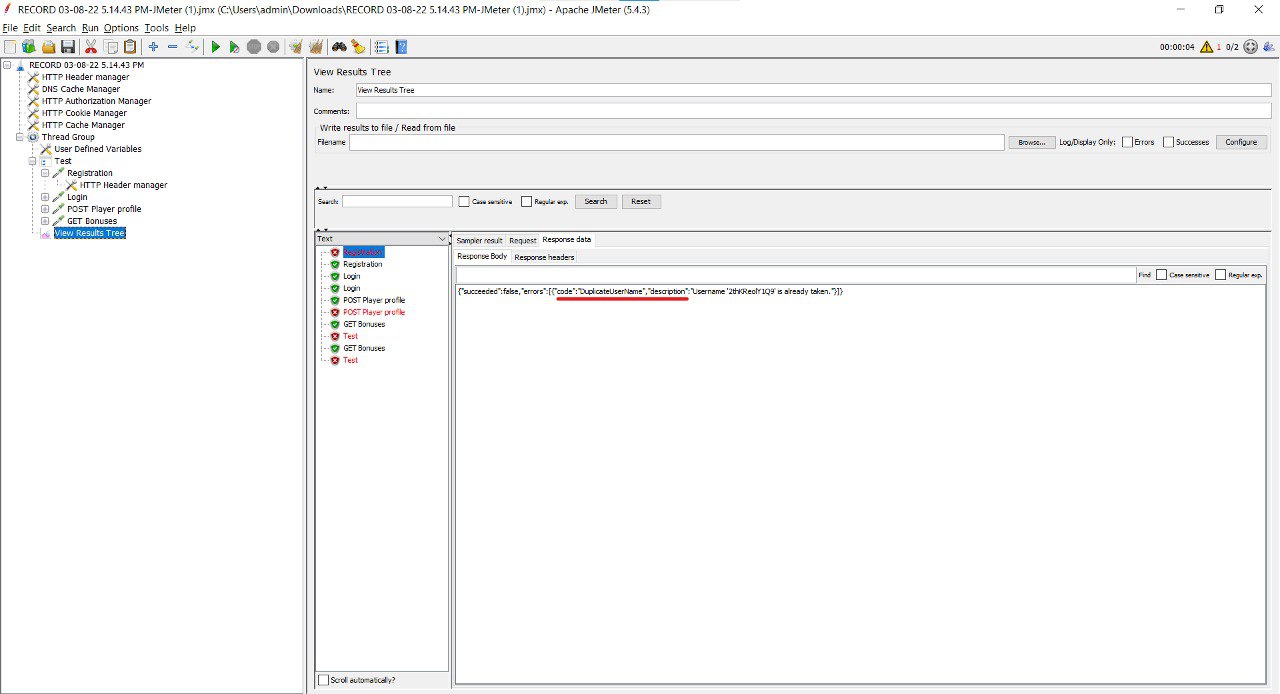 RECORD 03-08-22 5.14.43 PM-JMeter (1).jmx (C:\Users\admin\Downloads\RECORD 03-08-22 5.14.43 PM-JMeter (1).jmx) - Apache JMeter (5.4.3)
File Edit Search Run Options Tools Help
00:00:04 1 0/2
RECORD 03-08-22 5.14.43 PM
HTTP Header manager
DNS Cache Manager
HTTP Authorization Manager
HTTP Cookie Manager
HTTP Cache Manager
Thread Group
User Defined Variables
Test
Registration
HTTP Header manager
Login
POST Player profile
GET Bonuses
View Results Tree
View Results Tree
Name: View Results Tree
Comments:
Write results to file / Read from file
Filename Browse... Log/Display Only: Errors Successes Configure
Search: Case sensitive Regular exp. Search Reset
Text
Registration
Registration
Login
Login
POST Player profile
POST Player profile
GET Bonuses
Test
GET Bonuses
Test
Scroll automatically?
Sampler result Request Response data
Response Body Response headers
Find Case sensitive Regular exp.
{"succeeded":false,"errors":[{"code":"DuplicateUserName","description":"Username '2thKReolY1Q9' is already taken."}]}